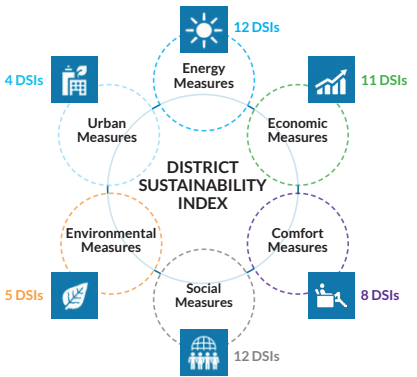 12 DSIs
Energy
Measures
4 DSIs
11 DSIs
Urban
Measures
Economic
Measures
DISTRICT
SUSTAINABILITY
INDEX
Environmental
Measures
Comfort
Measures
5 DSIs
8 DSIs
Social
Measures
12 DSIs